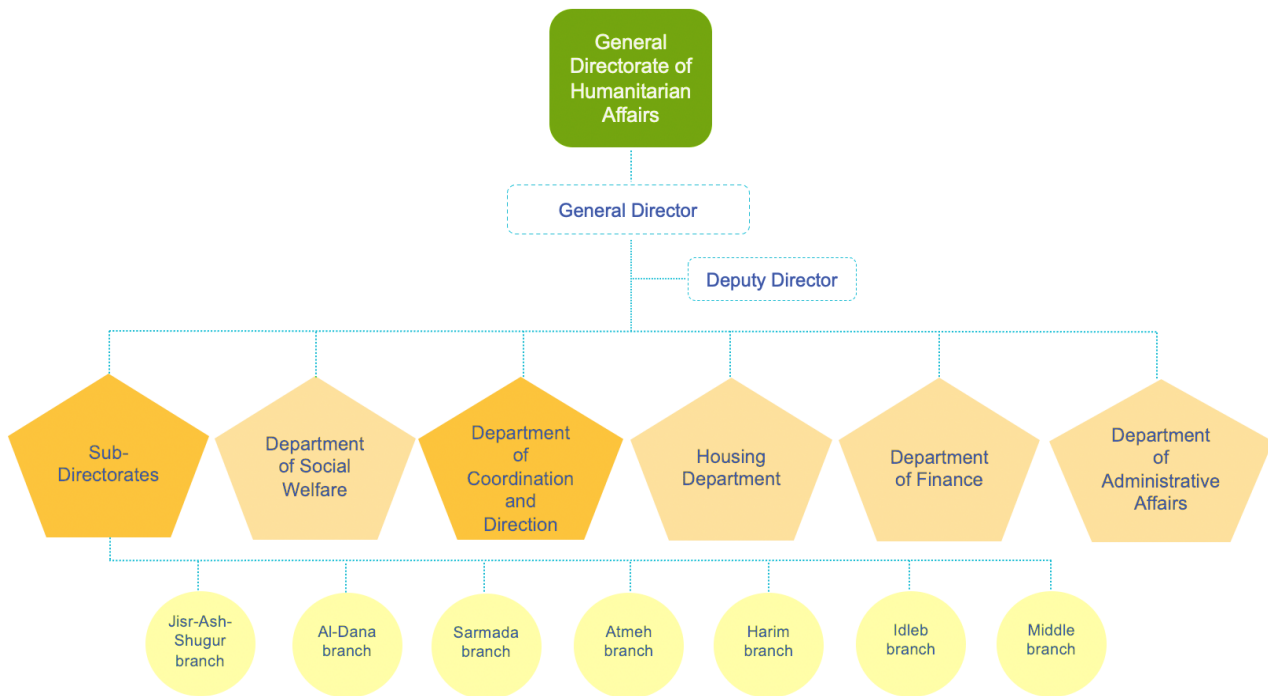 General
Directorate of
Humanitarian
Affairs
General Director
Deputy Director
Sub-
Directorates
Department
of Social
Welfare
Department
of
Coordination
and
Direction
Housing
Department
Department
of Finance
Department
of
Administrative
Affairs
Jisr-Ash-
Shugur
branch
Al-Dana
branch
Sarmada
branch
Atmeh
branch
Harim
branch
Idleb
branch
Middle
branch